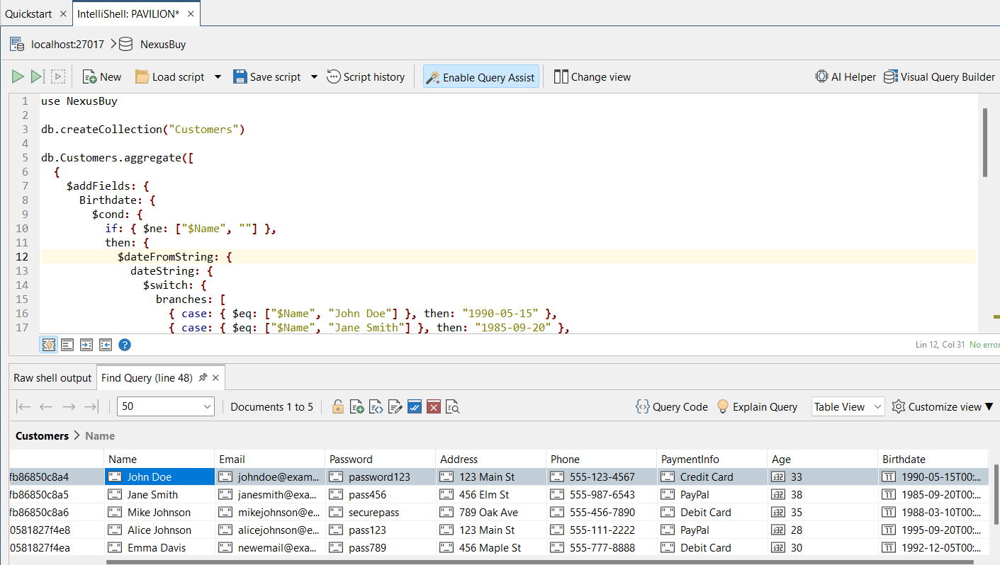 Quickstart × IntelliShell: PAVILION* ×
localhost:27017 > NexusBuy
New Load script Save script Script history Enable Query Assist Change view AI Helper Visual Query Builder
1 use NexusBuy
2
3 db.createCollection("Customers")
4
5 db.Customers.aggregate([
6 {
7 $addFields: {
8 Birthdate: {
9 $cond: {
10 if: { $ne: ["$Name", ""] },
11 then: {
12 $dateFromString: {
13 dateString: {
14 $switch: {
15 branches: [
16 { case: { $eq: ["$Name", "John Doe"] }, then: "1990-05-15" },
17 { case: { $eq: ["$Name", "Jane Smith"] }, then: "1985-09-20" },
Lin 12, Col 31 No error
Raw shell output Find Query (line 48) ×
50 Documents 1 to 5 Query Code Explain Query Table View Customize view
Customers > Name
Name Email Password Address Phone PaymentInfo Age Birthdate
fb86850c8a4 John Doe johndoe@exam... password123 123 Main St 555-123-4567 Credit Card 33 1990-05-15T00:...
fb86850c8a5 Jane Smith janesmith@exa... pass456 456 Elm St 555-987-6543 PayPal 38 1985-09-20T00:...
fb86850c8a6 Mike Johnson mikejohnson@e... securepass 789 Oak Ave 555-456-7890 Debit Card 35 1988-03-10T00:...
0581827f4e8 Alice Johnson alicejohnson@e... pass123 123 Main St 555-111-2222 PayPal 28 1995-09-20T00:...
0581827f4ea Emma Davis newemail@exa... pass789 456 Maple St 555-777-8888 Debit Card 30 1992-12-05T00:...